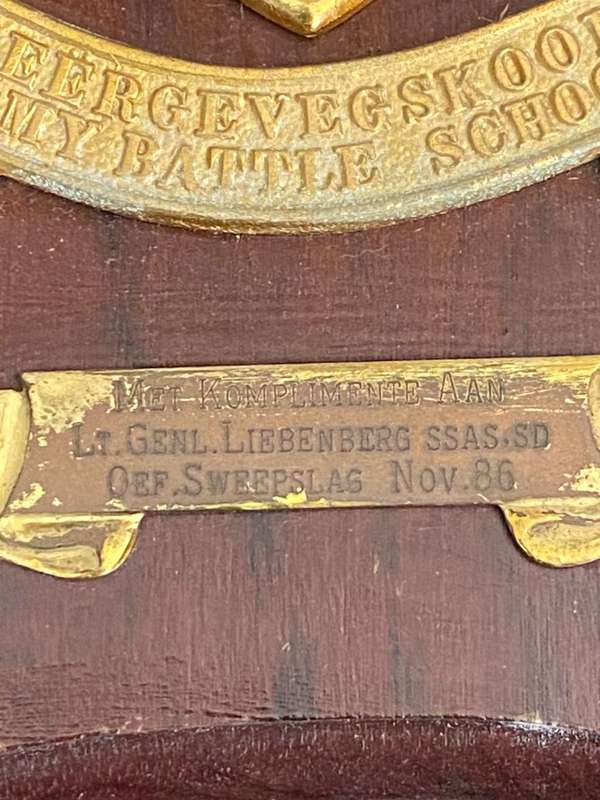 EËRGEVEGSKOOL
MY BATTLE SCHOO
MET KOMPLIMENTE AAN
LT. GENL. LIEBENBERG SSAS.SD
OEF. SWEEPSLAG NOV. 86